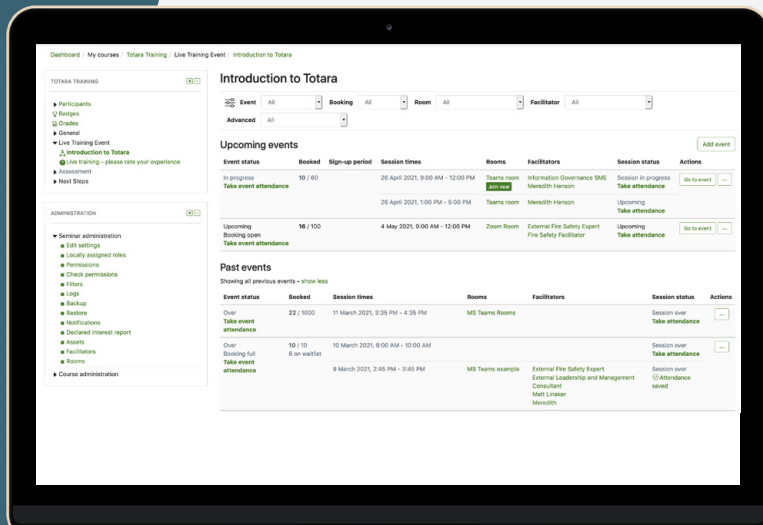 Dashboard / My courses / Totara Training / Live Training Event / Introduction to Totara
TOTARA TRAINING
Participants
Badges
Grades
General
Live Training Event
Introduction to Totara
Live training - please rate your experience
Assessment
Next Steps
ADMINISTRATION
Seminar administration
Edit settings
Locally assigned roles
Permissions
Check permissions
Filters
Logs
Backup
Restore
Notifications
Declared interest report
Assets
Facilitators
Rooms
Course administration
Introduction to Totara
Event All Booking All Room All Facilitator All
Advanced All
Upcoming events Add event
Event status Booked Sign-up period Session times Rooms Facilitators Session status Actions
In progress 10 / 60 26 April 2021, 9:00 AM - 12:00 PM Teams room Information Governance SME Session in progress Go to event ...
Take event attendance Join now Meredith Henson Take attendance
26 April 2021, 1:00 PM - 5:00 PM Teams room Meredith Henson Upcoming
Take attendance
Upcoming 16 / 100 4 May 2021, 9:00 AM - 12:00 PM Zoom Room External Fire Safety Expert Upcoming Go to event ...
Booking open Fire Safety Facilitator Take attendance
Take event attendance
Past events
Showing all previous events – show less
Event status Booked Session times Rooms Facilitators Session status Actions
Over 22 / 1000 11 March 2021, 3:35 PM - 4:35 PM MS Teams Rooms Session over ...
Take event Take attendance
attendance
Over 10 / 10 10 March 2021, 9:00 AM - 10:00 AM Session over ...
Booking full 8 on waitlist Take attendance
Take event
attendance 9 March 2021, 2:45 PM - 3:45 PM MS Teams example External Fire Safety Expert Session over
External Leadership and Management Attendance
Consultant saved
Matt Linaker
Meredith